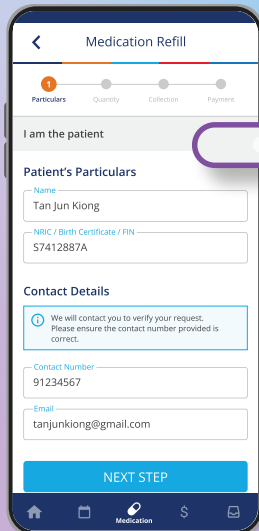 Medication Refill
1
Particulars Quantity Collection Payment
I am the patient
Patient's Particulars
Name
Tan Jun Kiong
NRIC / Birth Certificate / FIN
S7412887A
Contact Details
We will contact you to verify your request.
Please ensure the contact number provided is
correct.
Contact Number
91234567
Email
tanjunkiong@gmail.com
NEXT STEP
Medication